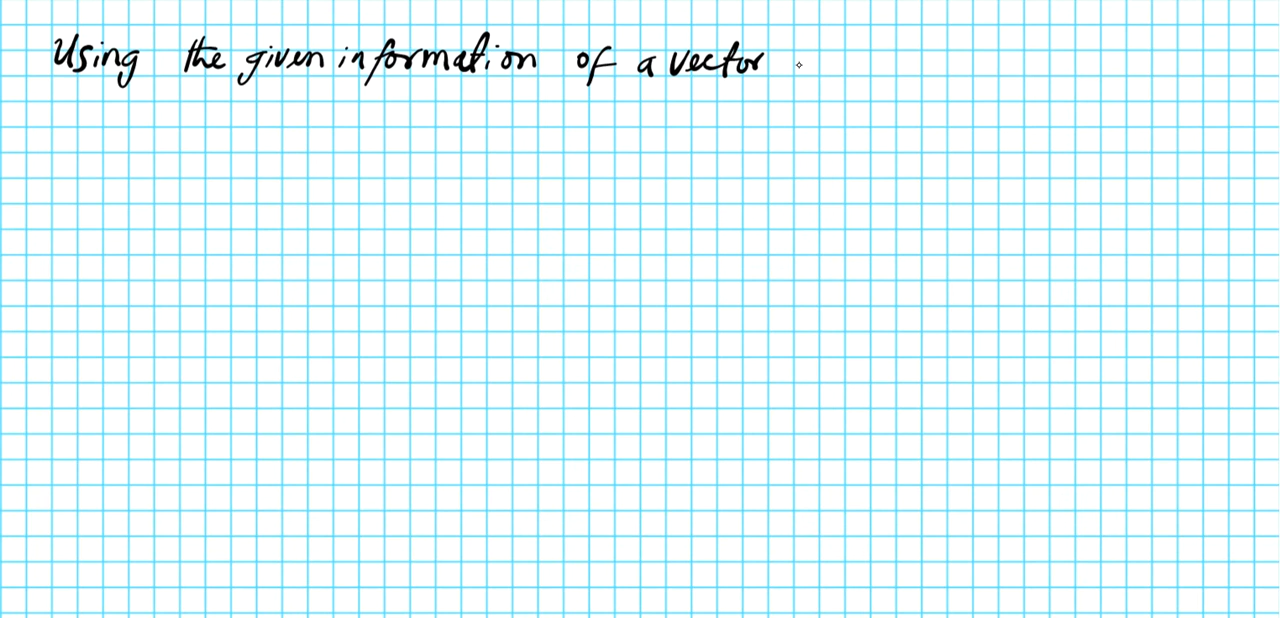 Using the given information of a vector